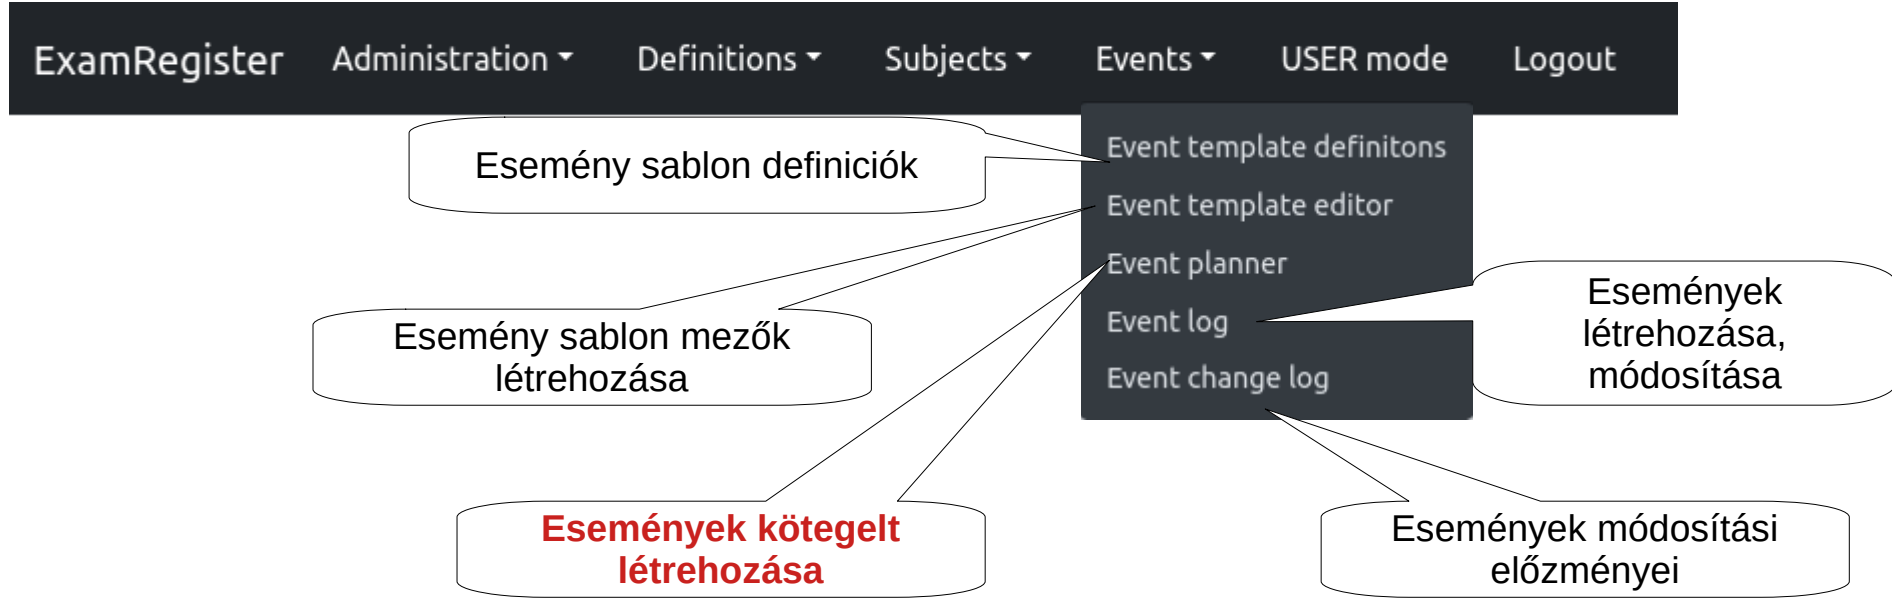 ExamRegister Administration Definitions Subjects Events USER mode Logout
Esemény sablon definiciók
Event template definitons
Event template editor
Event planner
Event log
Event change log
Esemény sablon mezők
létrehozása
Események
létrehozása,
módosítása
Események kötegelt
létrehozása
Események módosítási
előzményei